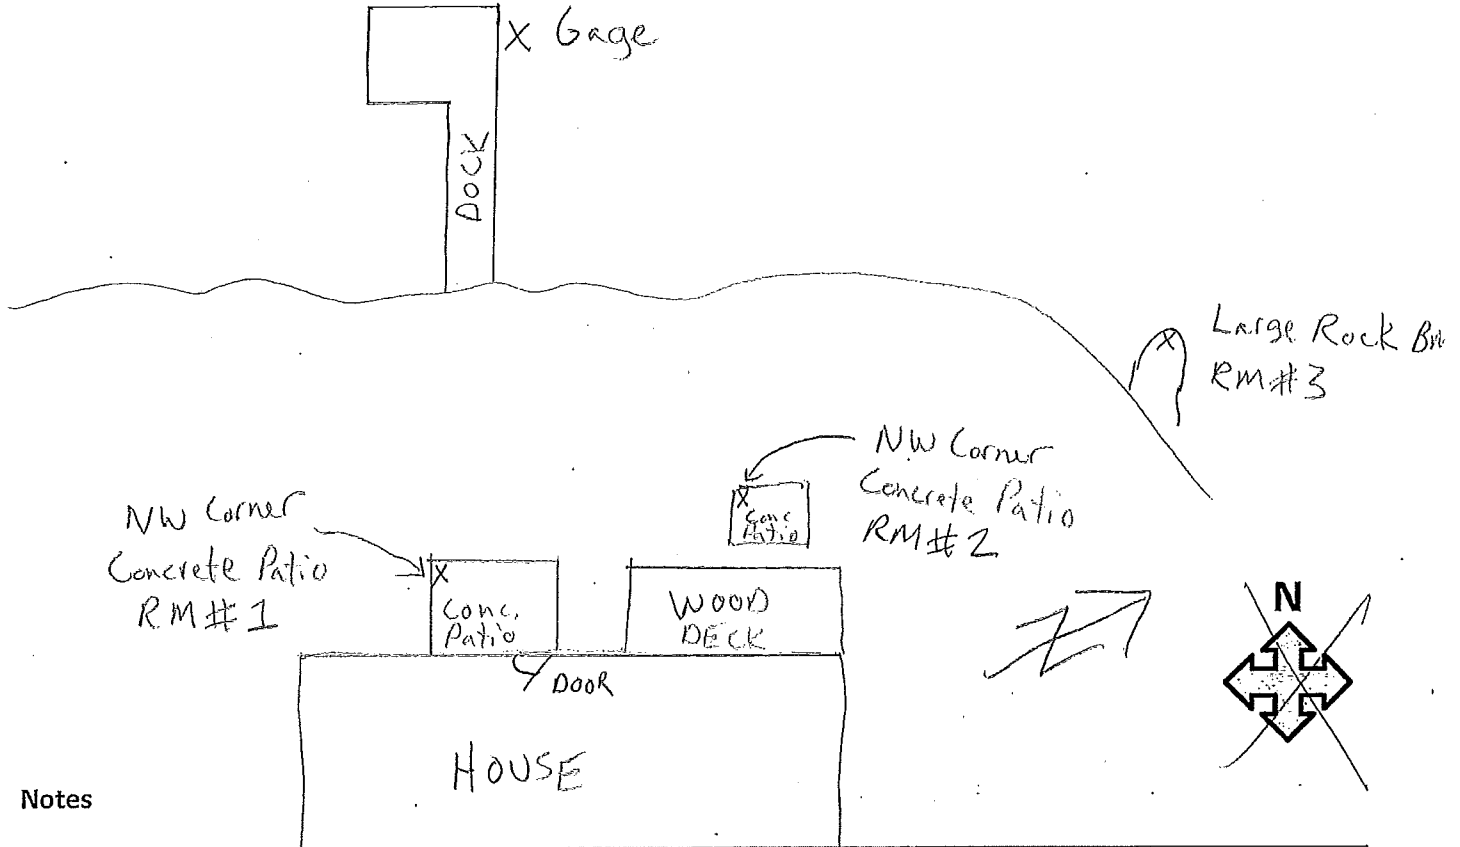 X Gage
DOCK
Large Rock
RM#3
X
NW Corner
Concrete Patio
RM#2
X
Conc
Patio
NW Corner
Concrete Patio
RM#1
X
Conc.
Patio
WOOD
DECK
DOOR
HOUSE
N
N
Notes